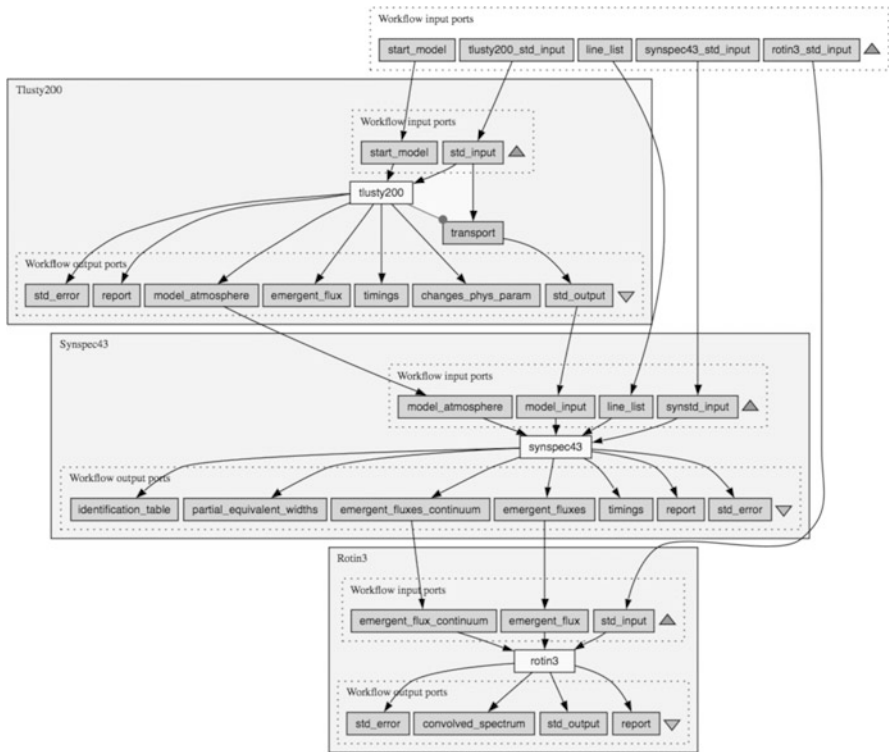 Workflow input ports
start_model tlusty200_std_input line_list synspec43_std_input rotin3_std_input
Tlusty200
Workflow input ports
start_model std_input
tlusty200
transport
Workflow output ports
std_error report model_atmosphere emergent_flux timings changes_phys_param std_output
Synspec43
Workflow input ports
model_atmosphere model_input line_list synstd_input
synspec43
Workflow output ports
identification_table partial_equivalent_widths emergent_fluxes_continuum emergent_fluxes timings report std_error
Rotin3
Workflow input ports
emergent_flux_continuum emergent_flux std_input
rotin3
Workflow output ports
std_error convolved_spectrum std_output report